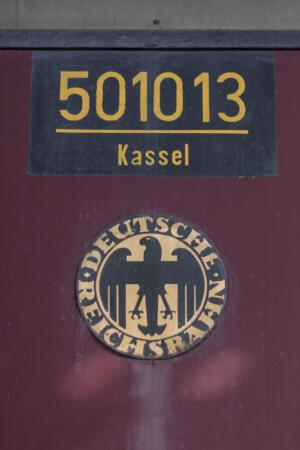 501013
Kassel
DEUTSCHE
REICHSBAHN